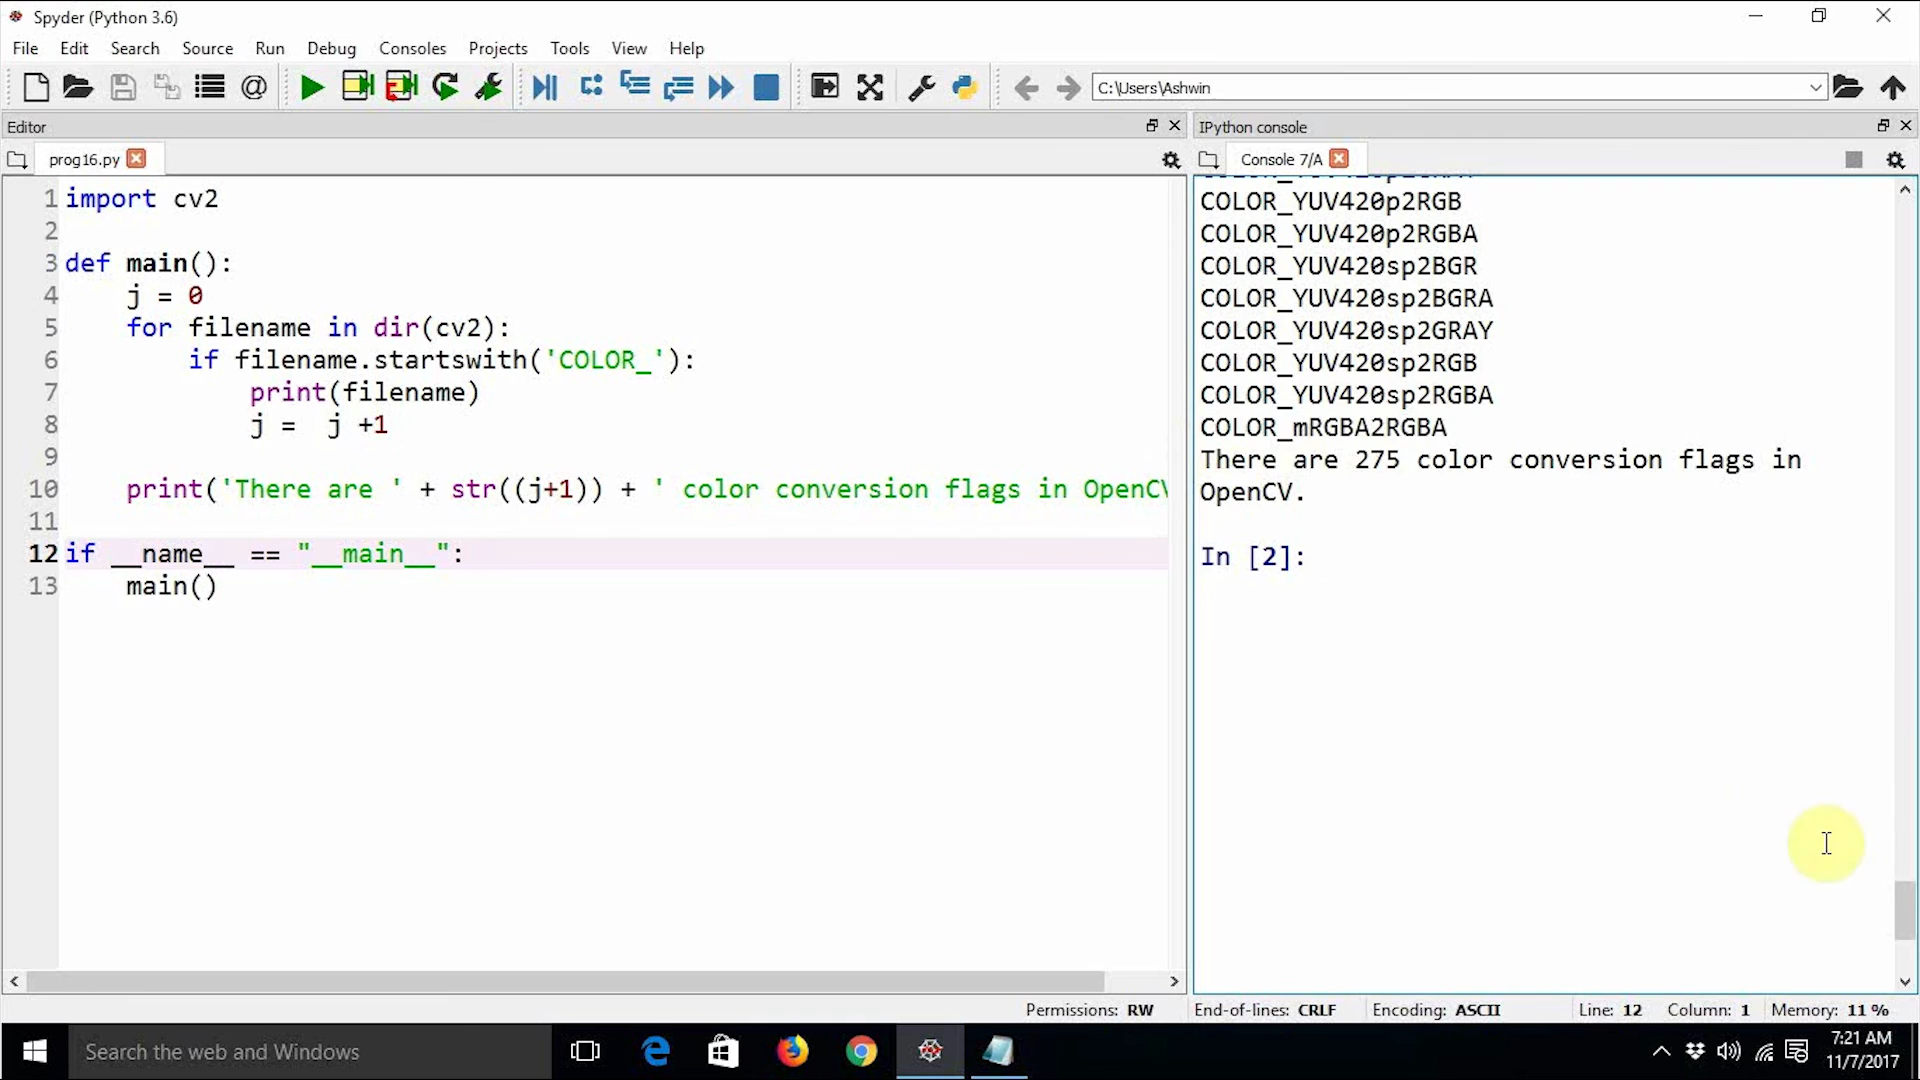 Spyder (Python 3.6)
File Edit Search Source Run Debug Consoles Projects Tools View Help
C:\Users\Ashwin
Editor
prog16.py
1 import cv2
2
3 def main():
4     j = 0
5     for filename in dir(cv2):
6         if filename.startswith('COLOR_'):
7             print(filename)
8             j =  j +1
9
10     print('There are ' + str((j+1)) + ' color conversion flags in OpenCV
11
12 if __name__ == "__main__":
13     main()
IPython console
Console 7/A
COLOR_YUV420p2RGB
COLOR_YUV420p2RGBA
COLOR_YUV420sp2BGR
COLOR_YUV420sp2BGRA
COLOR_YUV420sp2GRAY
COLOR_YUV420sp2RGB
COLOR_YUV420sp2RGBA
COLOR_mRGBA2RGBA
There are 275 color conversion flags in
OpenCV.
In [2]:
Permissions: RW End-of-lines: CRLF Encoding: ASCII Line: 12 Column: 1 Memory: 11 %
Search the web and Windows
7:21 AM
11/7/2017